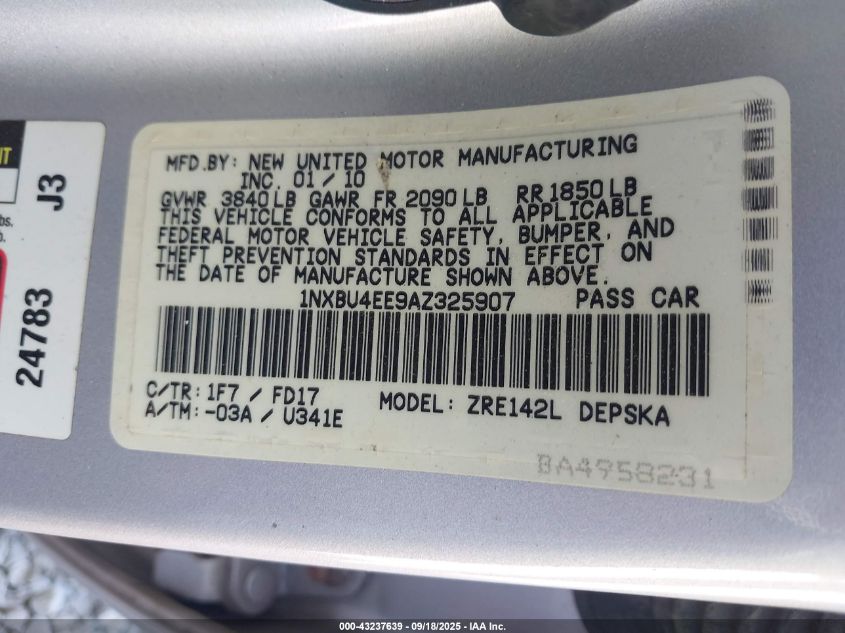 MFD.BY: NEW UNITED MOTOR MANUFACTURING
INC. 01/10
GVWR 3840LB GAWR FR 2090LB RR 1850LB
THIS VEHICLE CONFORMS TO ALL APPLICABLE
FEDERAL MOTOR VEHICLE SAFETY, BUMPER, AND
THEFT PREVENTION STANDARDS IN EFFECT ON
THE DATE OF MANUFACTURE SHOWN ABOVE.
1NXBU4EE9AZ325907 PASS CAR
C/TR: 1F7 / FD17
A/TM: -03A / U341E
MODEL: ZRE142L DEPSKA
BA4958231
J3
24783
lbs.
000-43237639 - 09/18/2025 - IAA Inc.